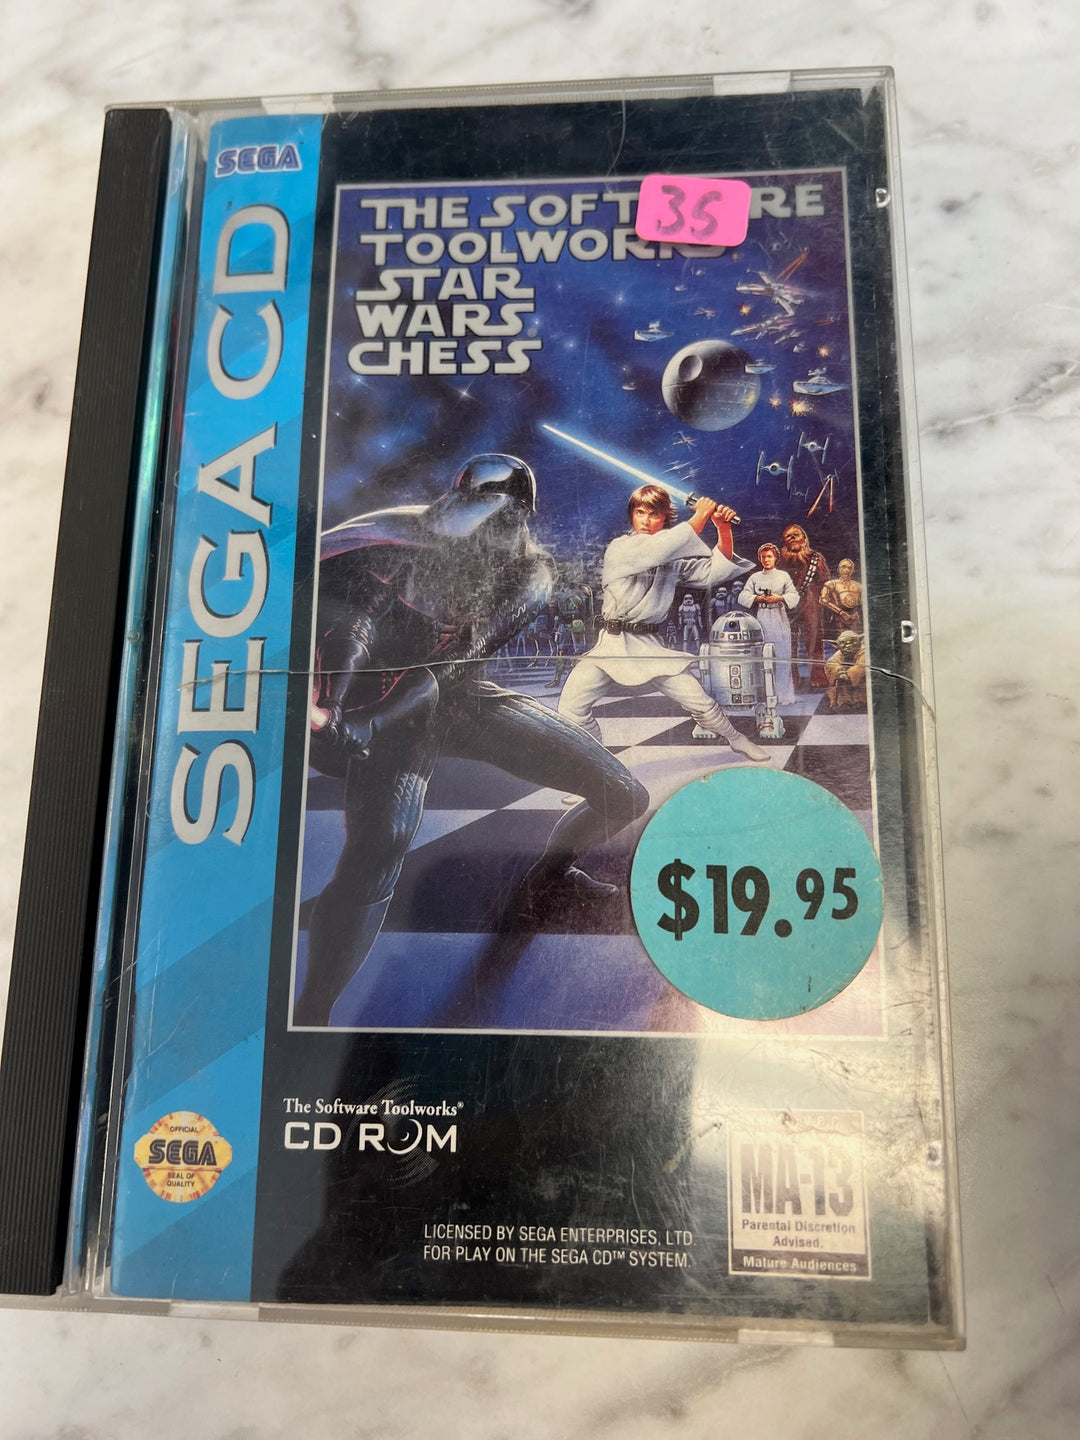 SEGA
SEGA CD
THE SOFT RE
TOOLWORKS
STAR
WARS®
CHESS
35
$19.95
The Software Toolworks®
CD ROM
OFFICIAL
SEGA
SEAL OF
QUALITY
LICENSED BY SEGA ENTERPRISES, LTD.
FOR PLAY ON THE SEGA CD™ SYSTEM.
MA-13
Parental Discretion
Advised.
Mature Audiences